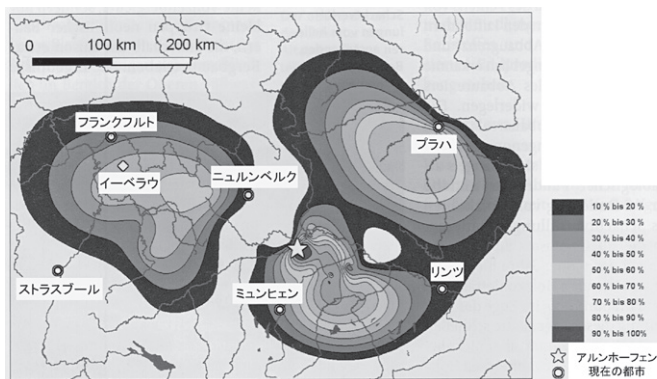 0 100 km 200 km
フランクフルト
プラハ
イーベラウ
ニュルンベルク
ストラスブール
ミュンヒェン
リンツ
10 % bis 20 %
20 % bis 30 %
30 % bis 40 %
40 % bis 50 %
50 % bis 60 %
60 % bis 70 %
70 % bis 80 %
80 % bis 90 %
90 % bis 100%
アルンホーフェン
現在の都市